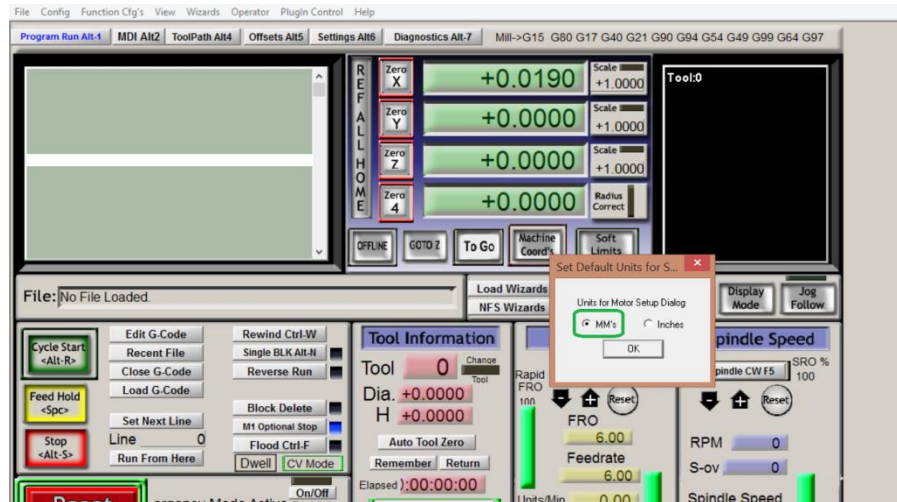 File Config Function Cfg's View Wizards Operator PlugIn Control Help
Program Run Alt-1 MDI Alt2 ToolPath Alt4 Offsets Alt5 Settings Alt6 Diagnostics Alt-7 Mill->G15 G80 G17 G40 G21 G90 G94 G54 G49 G99 G64 G97
REF ALL HOME
Zero X +0.0190 Scale +1.0000
Zero Y +0.0000 Scale +1.0000
Zero Z +0.0000 Scale +1.0000
Zero 4 +0.0000 Radius Correct
OFFLINE GOTO Z To Go Machine Coord's Soft Limits
Tool:0
File: No File Loaded.
Load Wizards
NFS Wizards
Display Mode
Jog Follow
Set Default Units for S...
Units for Motor Setup Dialog
MM's Inches
OK
Cycle Start <Alt-R>
Feed Hold <Spc>
Stop <Alt-S>
Edit G-Code
Recent File
Close G-Code
Load G-Code
Set Next Line
Line 0
Run From Here
Rewind Ctrl-W
Single BLK Alt-N
Reverse Run
Block Delete
M1 Optional Stop
Flood Ctrl-F
Dwell CV Mode
On/Off
Tool Information
Tool 0 Change Tool
Dia. +0.0000
H +0.0000
Auto Tool Zero
Remember Return
Elapsed ):00:00:00
Rapid FRO 100
Reset
FRO
6.00
Feedrate
6.00
Units/Min 0.00
pindle Speed
pindle CW F5
SRO % 100
Reset
RPM 0
S-ov 0
Spindle Speed
Mode Active